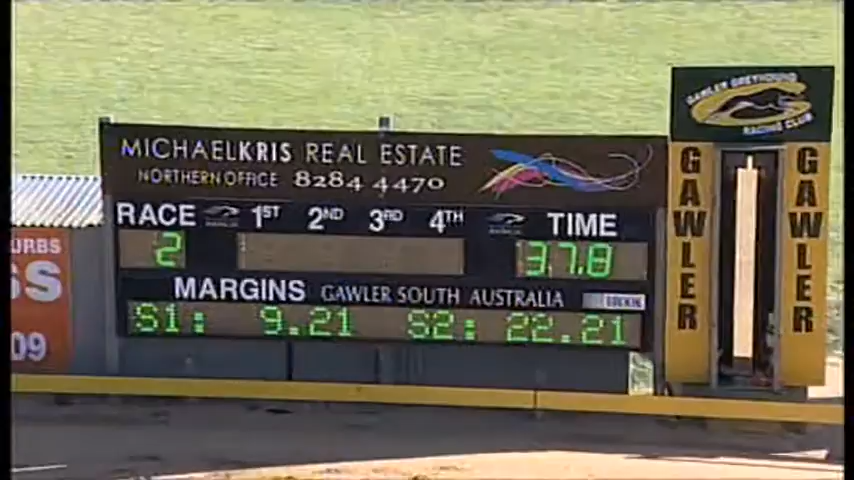 GAWLER GREYHOUND
RACING CLUB
MICHAELKRIS REAL ESTATE
NORTHERN OFFICE 8284 4470
RACE 1ST 2ND 3RD 4TH TIME
2 37.8
MARGINS GAWLER SOUTH AUSTRALIA
S1: 9.21 S2: 22.21
GAWLER
GAWLER
URBS
S
09